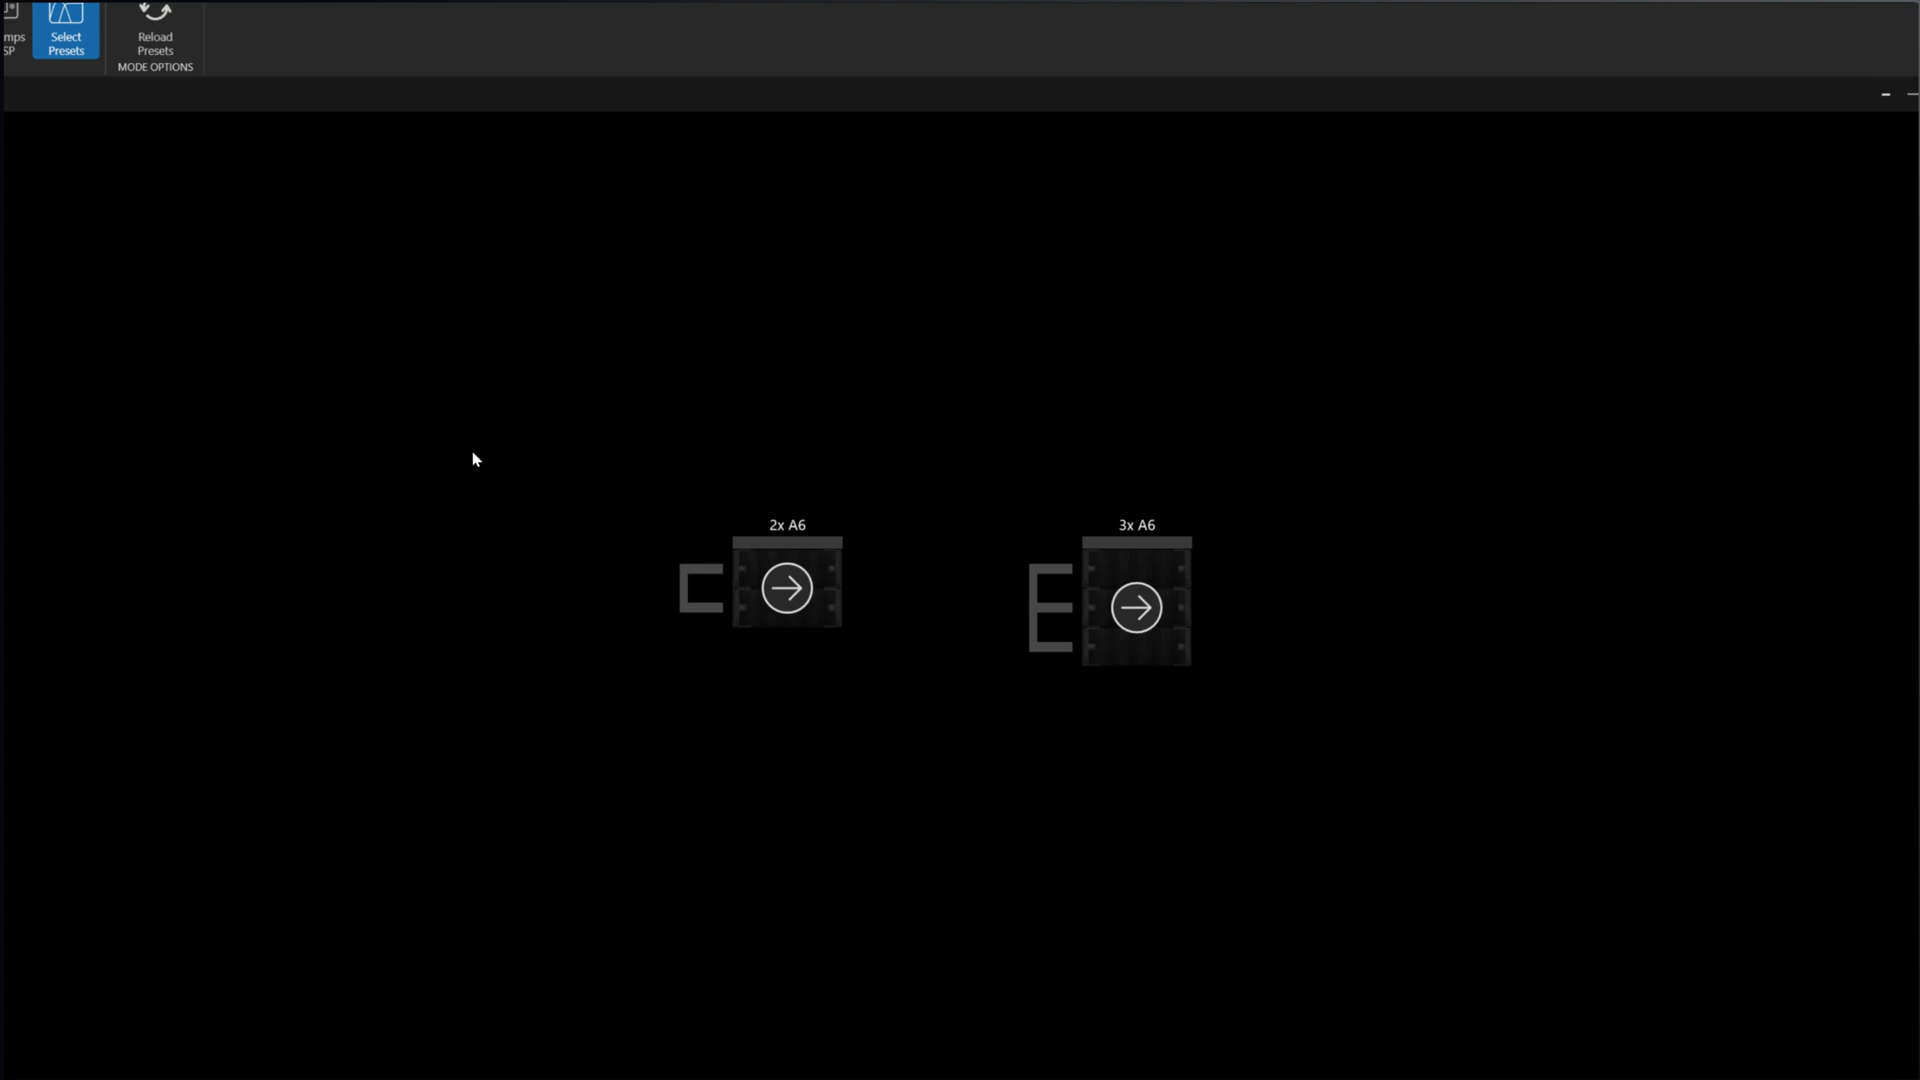 mps
SP
Select
Presets
Reload
Presets
MODE OPTIONS
2x A6
3x A6